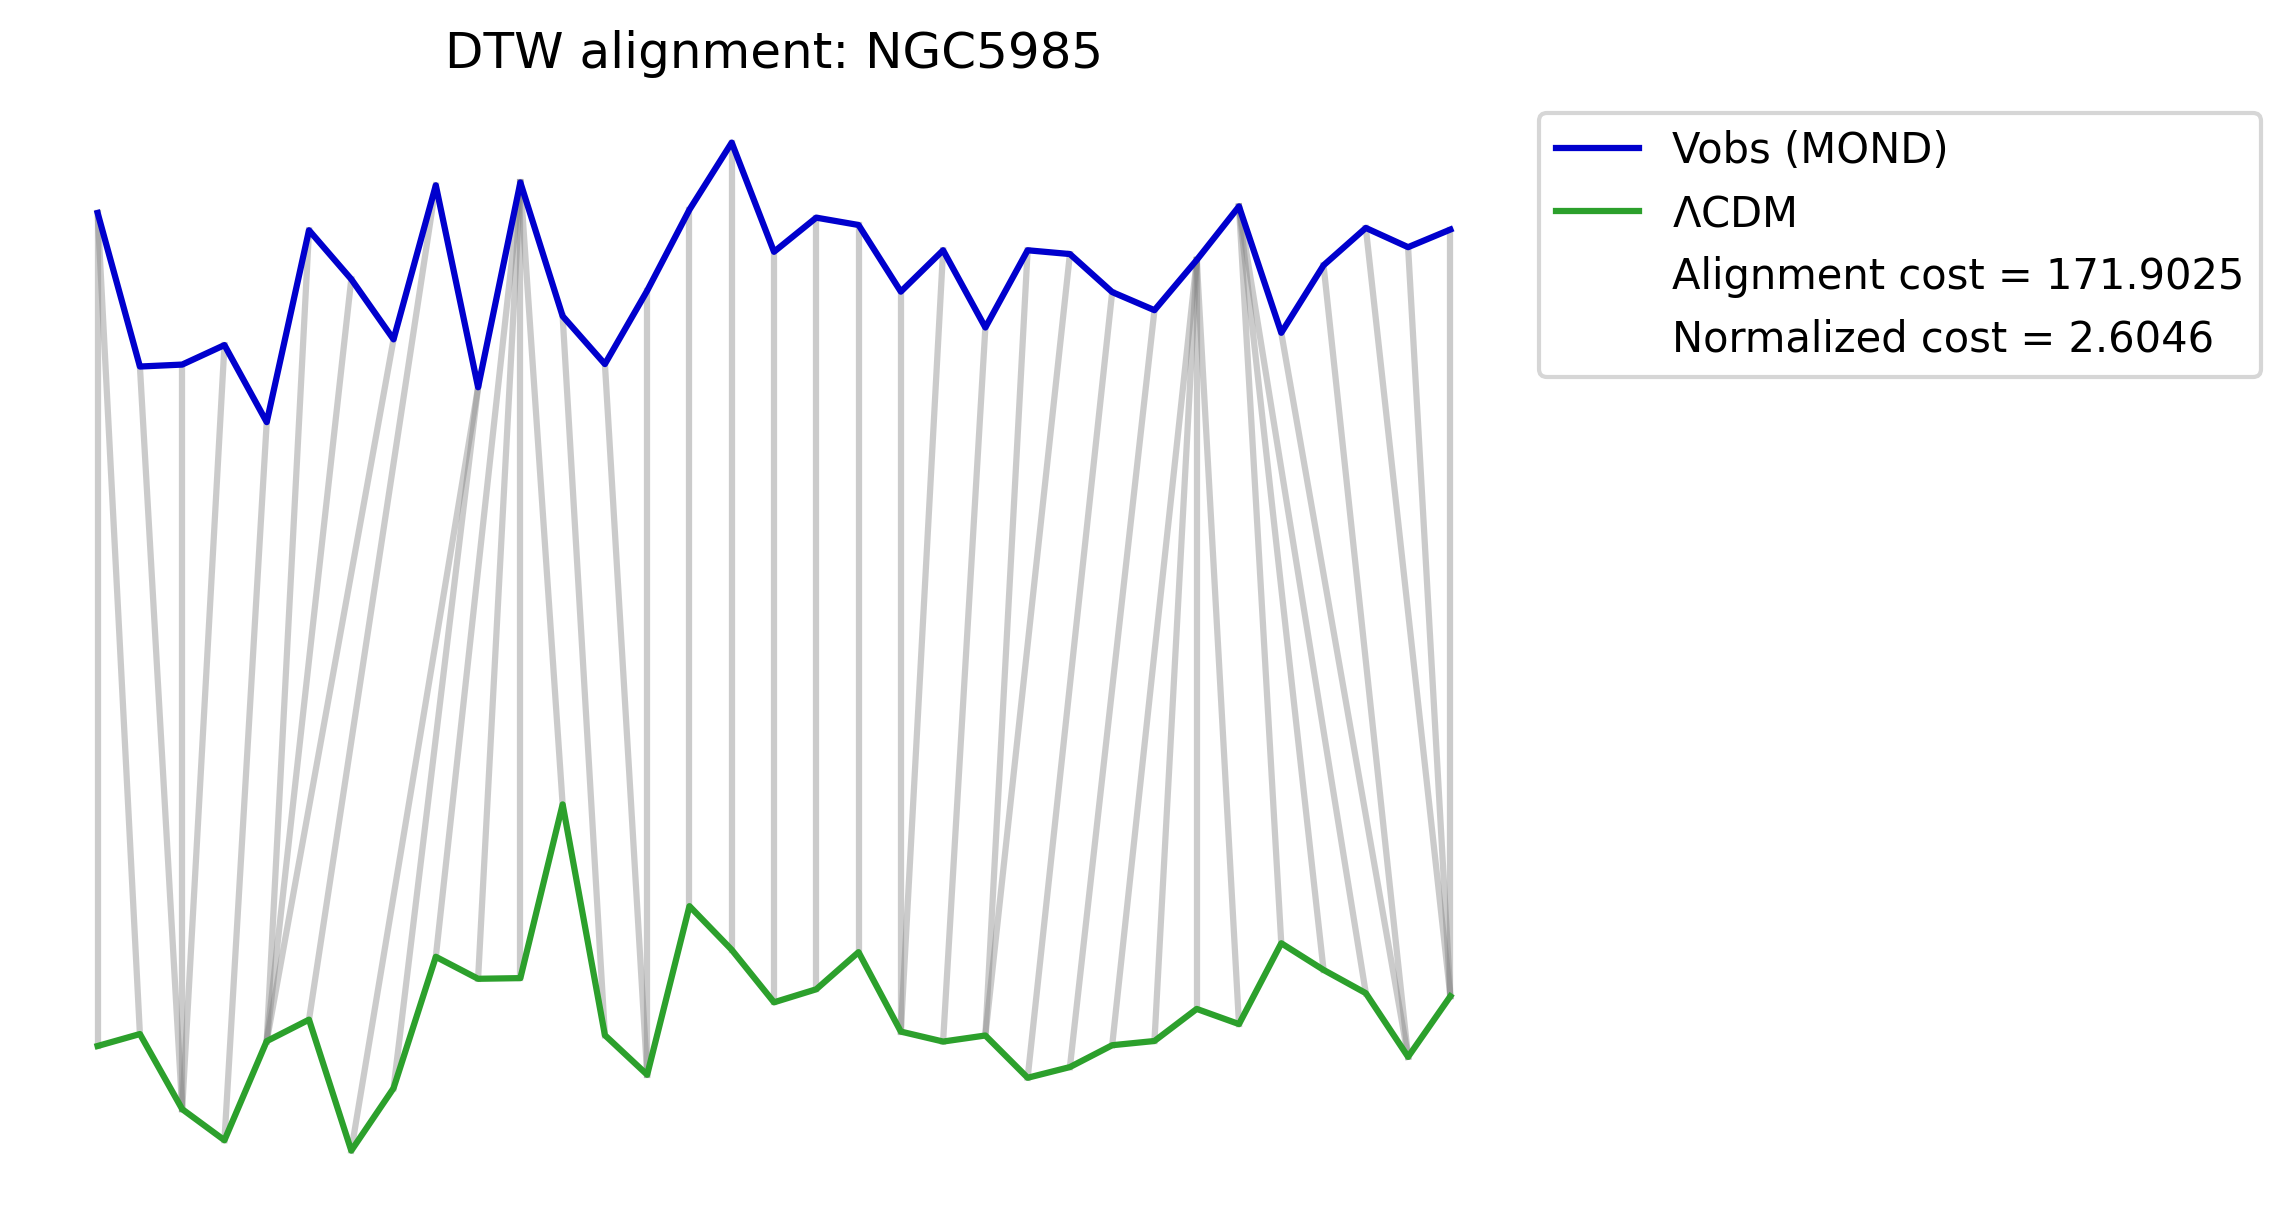 DTW alignment: NGC5985
Vobs (MOND)
ΛCDM
Alignment cost = 171.9025
Normalized cost = 2.6046